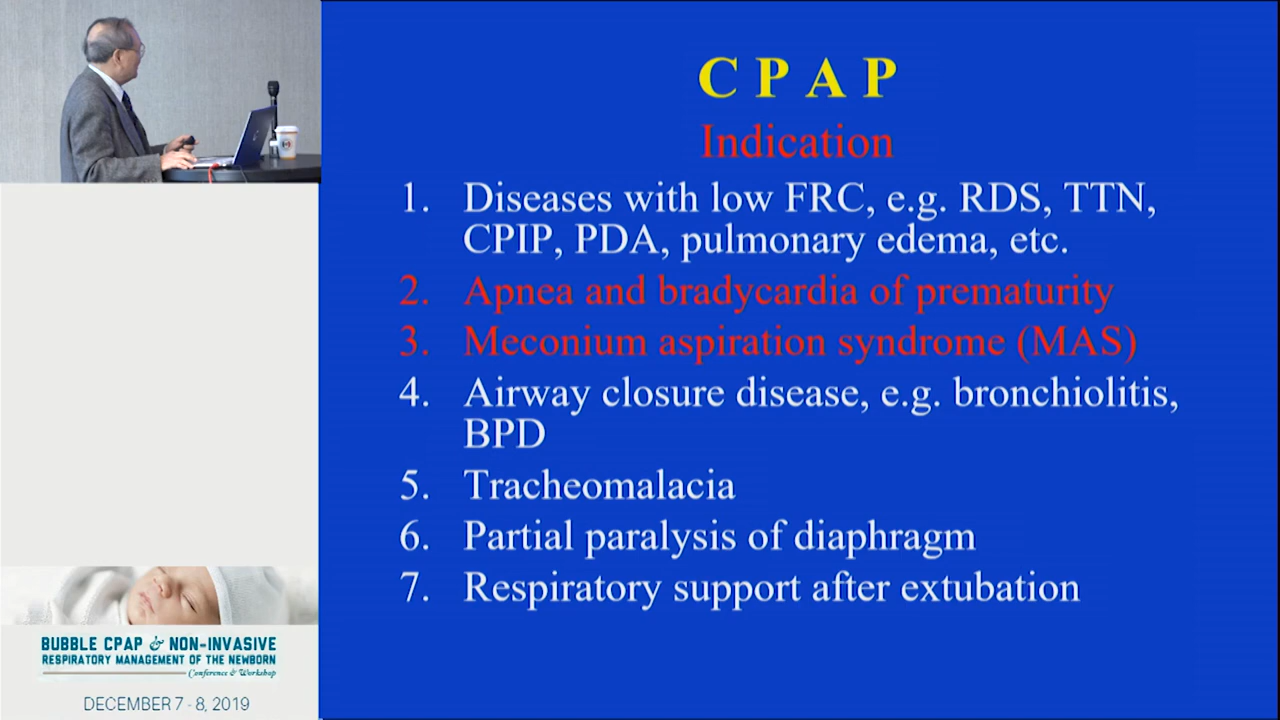 C P A P
Indication
1. Diseases with low FRC, e.g. RDS, TTN,
CPIP, PDA, pulmonary edema, etc.
2. Apnea and bradycardia of prematurity
3. Meconium aspiration syndrome (MAS)
4. Airway closure disease, e.g. bronchiolitis,
BPD
5. Tracheomalacia
6. Partial paralysis of diaphragm
7. Respiratory support after extubation
BUBBLE CPAP & NON-INVASIVE
RESPIRATORY MANAGEMENT OF THE NEWBORN
Conference & Workshop
DECEMBER 7 - 8, 2019